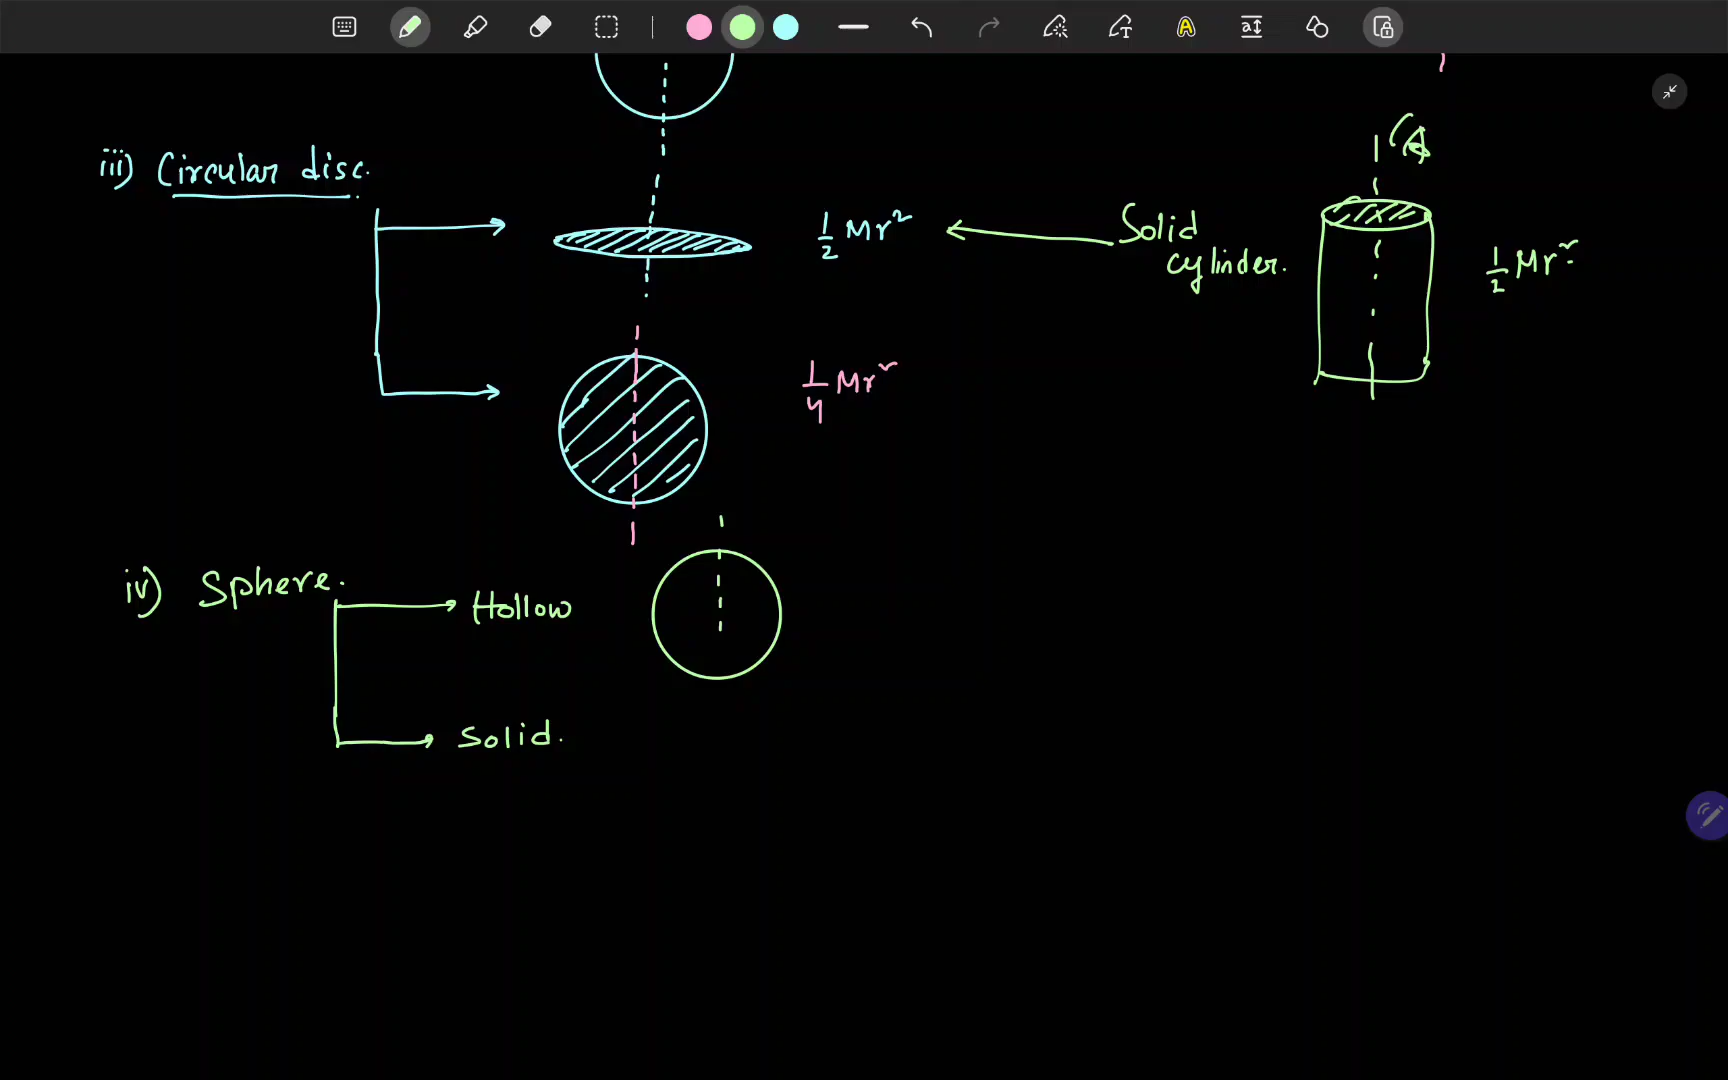 iii) Circular disc.
1/2 Mr²
Solid
cylinder.
1/2 Mr²
1/4 Mr²
iv) Sphere.
Hollow
Solid.